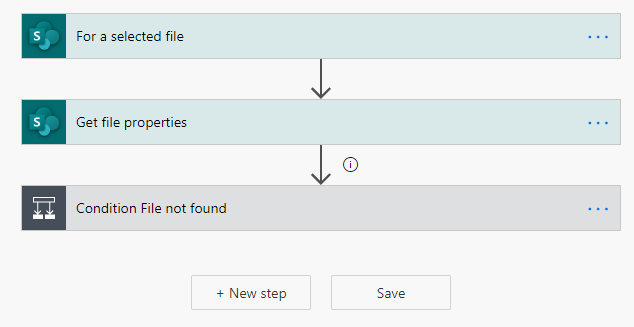 S For a selected file ...
S Get file properties ...
i
Condition File not found ...
+ New step Save